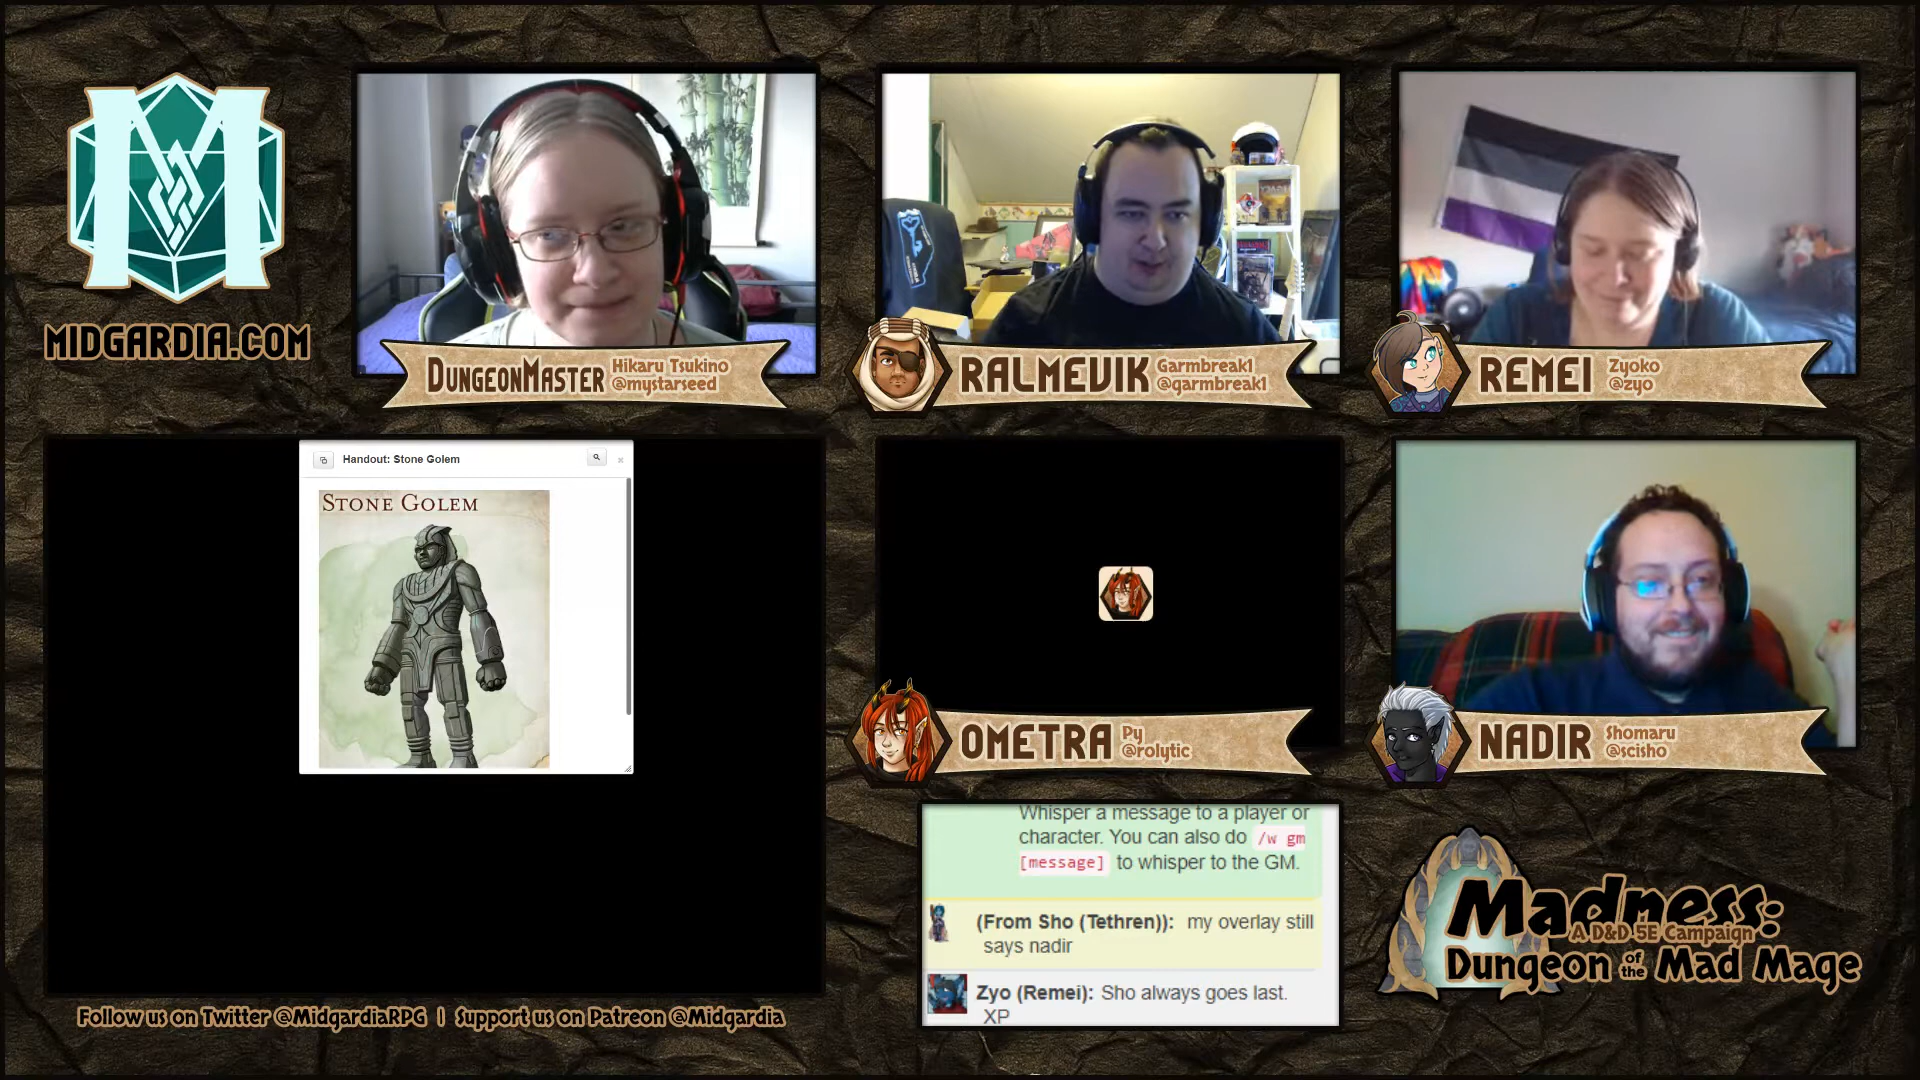 MIDGARDIA.COM
DUNGEONMASTER
Hikaru Tsukino
@mystarseed
RALMEVIK
Garmbreak1
@garmbreak1
REMEI
Zyoko
@zyo
Handout: Stone Golem
STONE GOLEM
OMETRA
Py
@rolytic
NADIR
Shomaru
@scisho
Whisper a message to a player or
character. You can also do /w gm
[message] to whisper to the GM.
(From Sho (Tethren)): my overlay still
says nadir
Zyo (Remei): Sho always goes last.
XP
Madness:
A D&D 5E Campaign
Dungeon of the Mad Mage
Follow us on Twitter @MidgardiaRPG | Support us on Patreon @Midgardia